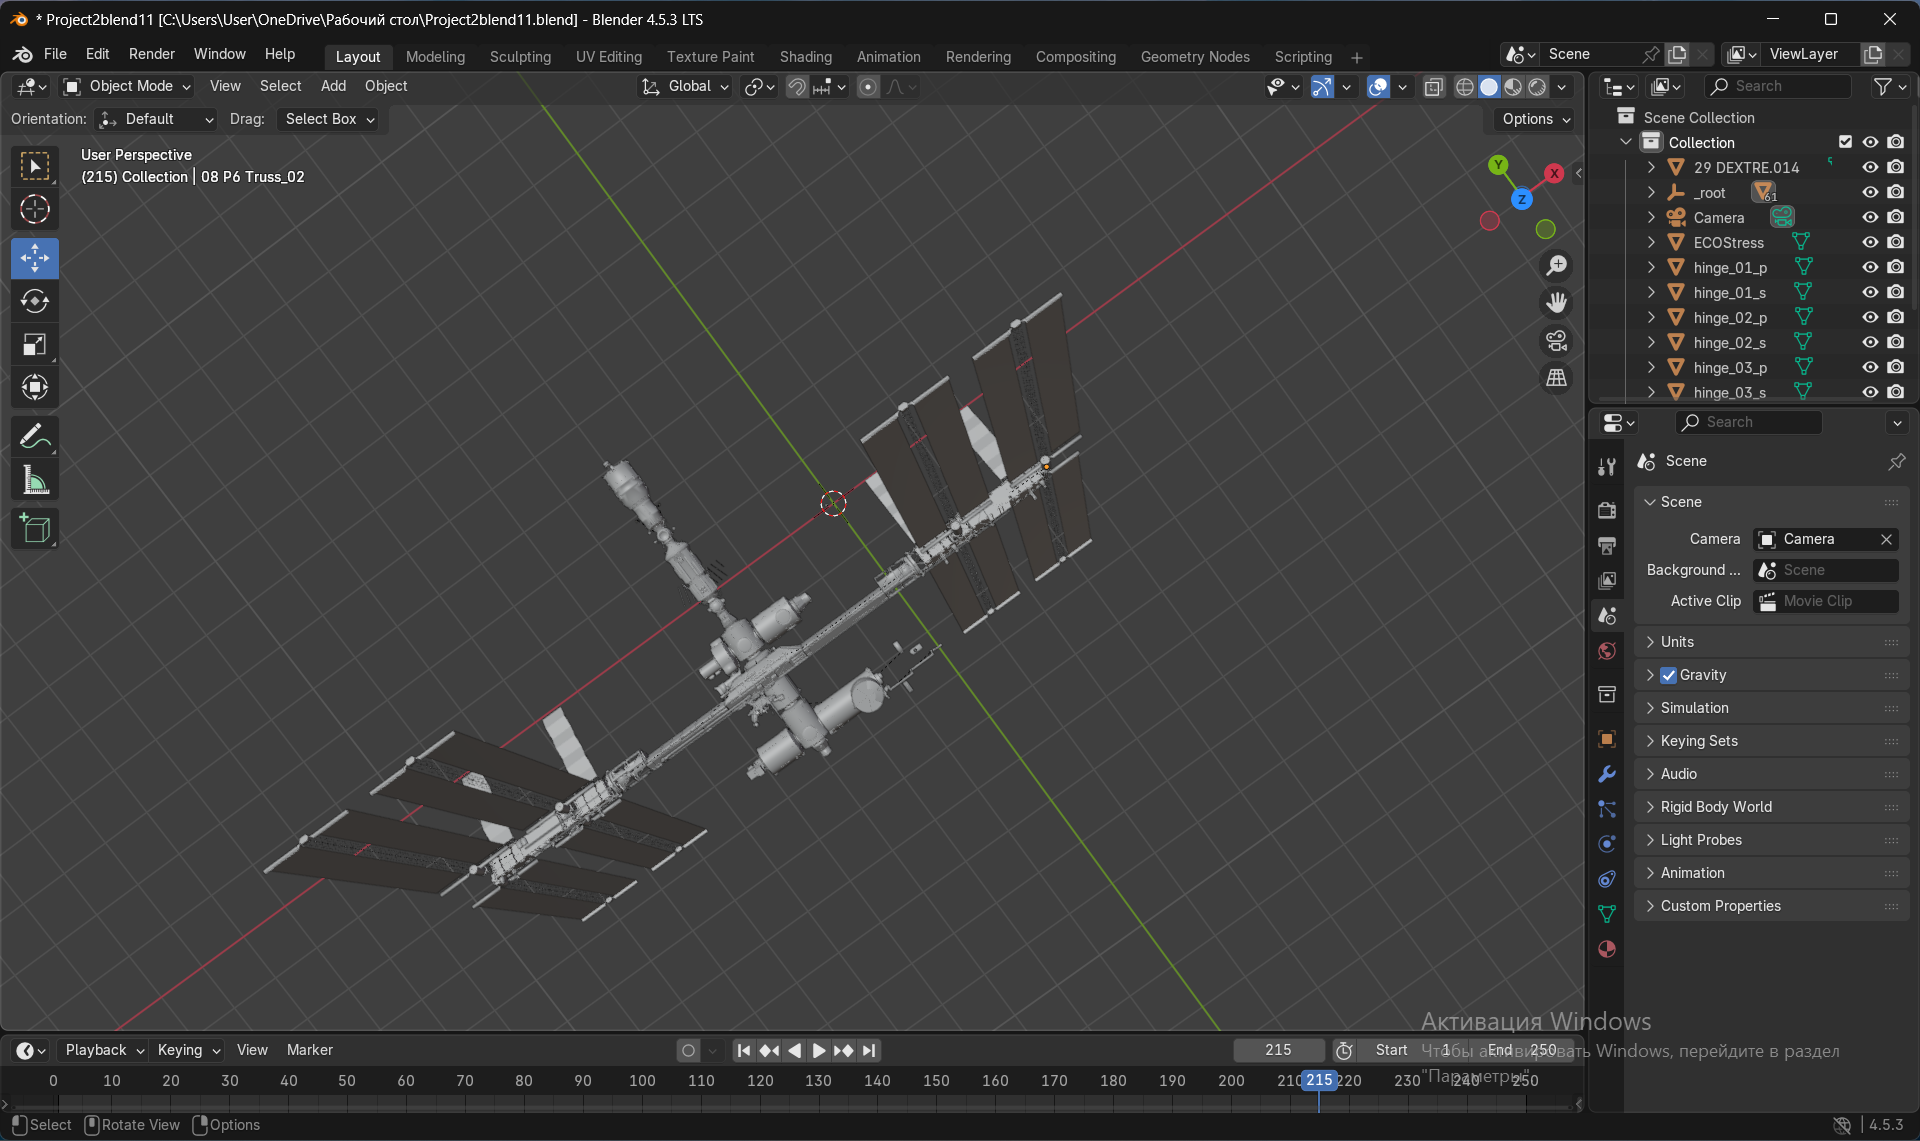 * Project2blend11 [C:\Users\User\OneDrive\Рабочий стол\Project2blend11.blend] - Blender 4.5.3 LTS
File Edit Render Window Help Layout Modeling Sculpting UV Editing Texture Paint Shading Animation Rendering Compositing Geometry Nodes Scripting + Scene ViewLayer
Object Mode View Select Add Object Global Search
Orientation: Default Drag: Select Box Options
User Perspective
(215) Collection | 08 P6 Truss_02
Y X Z
Scene Collection
Collection
29 DEXTRE.014
_root 61
Camera
ECOStress
hinge_01_p
hinge_01_s
hinge_02_p
hinge_02_s
hinge_03_p
hinge_03_s
Search
Scene
Scene
Camera Camera
Background ... Scene
Active Clip Movie Clip
Units
Gravity
Simulation
Keying Sets
Audio
Rigid Body World
Light Probes
Animation
Custom Properties
Активация Windows
Чтобы активировать Windows, перейдите в раздел
"Параметры"
Playback Keying View Marker 215 Start 1 End 250
0 10 20 30 40 50 60 70 80 90 100 110 120 130 140 150 160 170 180 190 200 210 215 220 230 240 250
Select Rotate View Options 4.5.3